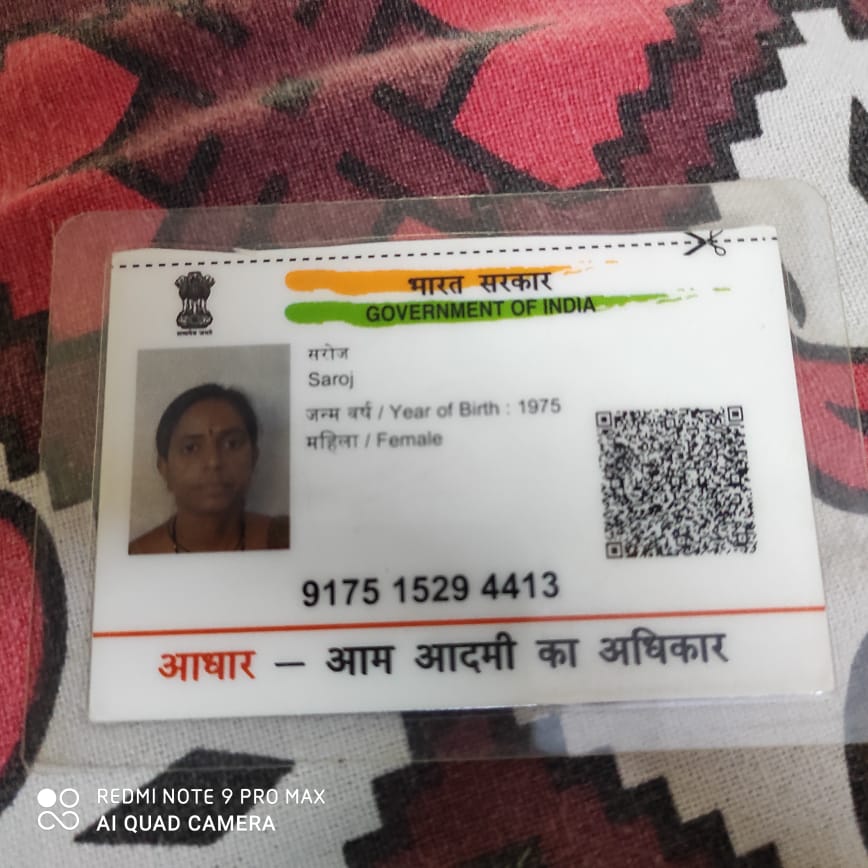 भारत सरकार
GOVERNMENT OF INDIA
सत्यमेव जयते
सरोज
Saroj
जन्म वर्ष / Year of Birth : 1975
महिला / Female
9175 1529 4413
आधार – आम आदमी का अधिकार
REDMI NOTE 9 PRO MAX
AI QUAD CAMERA